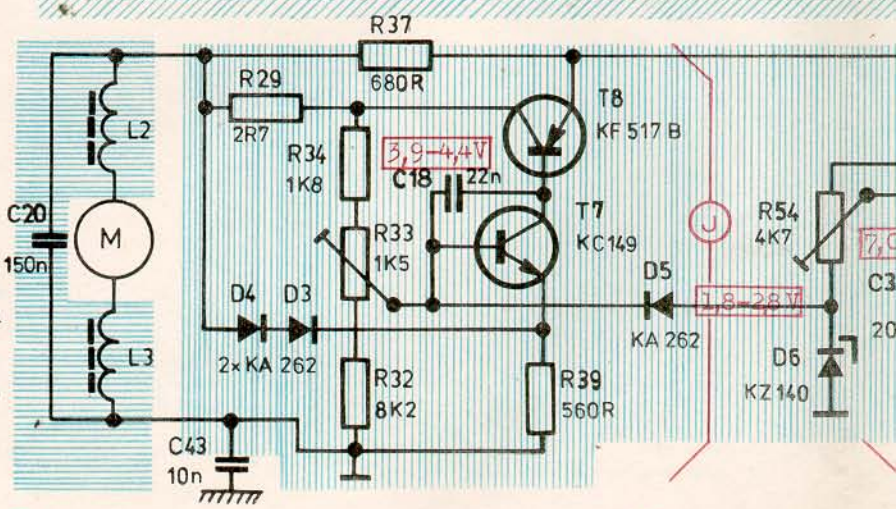 R37
680R
R29
2R7
T8
KF 517 B
L2
R34
1K8
3,9-4,4V
C18
22n
C20
150n
M
R33
1K5
T7
KC149
J
R54
4K7
D4
D3
D5
1,8-2,8V
2x KA 262
KA 262
L3
D6
KZ 140
R32
8K2
R39
560R
C43
10n